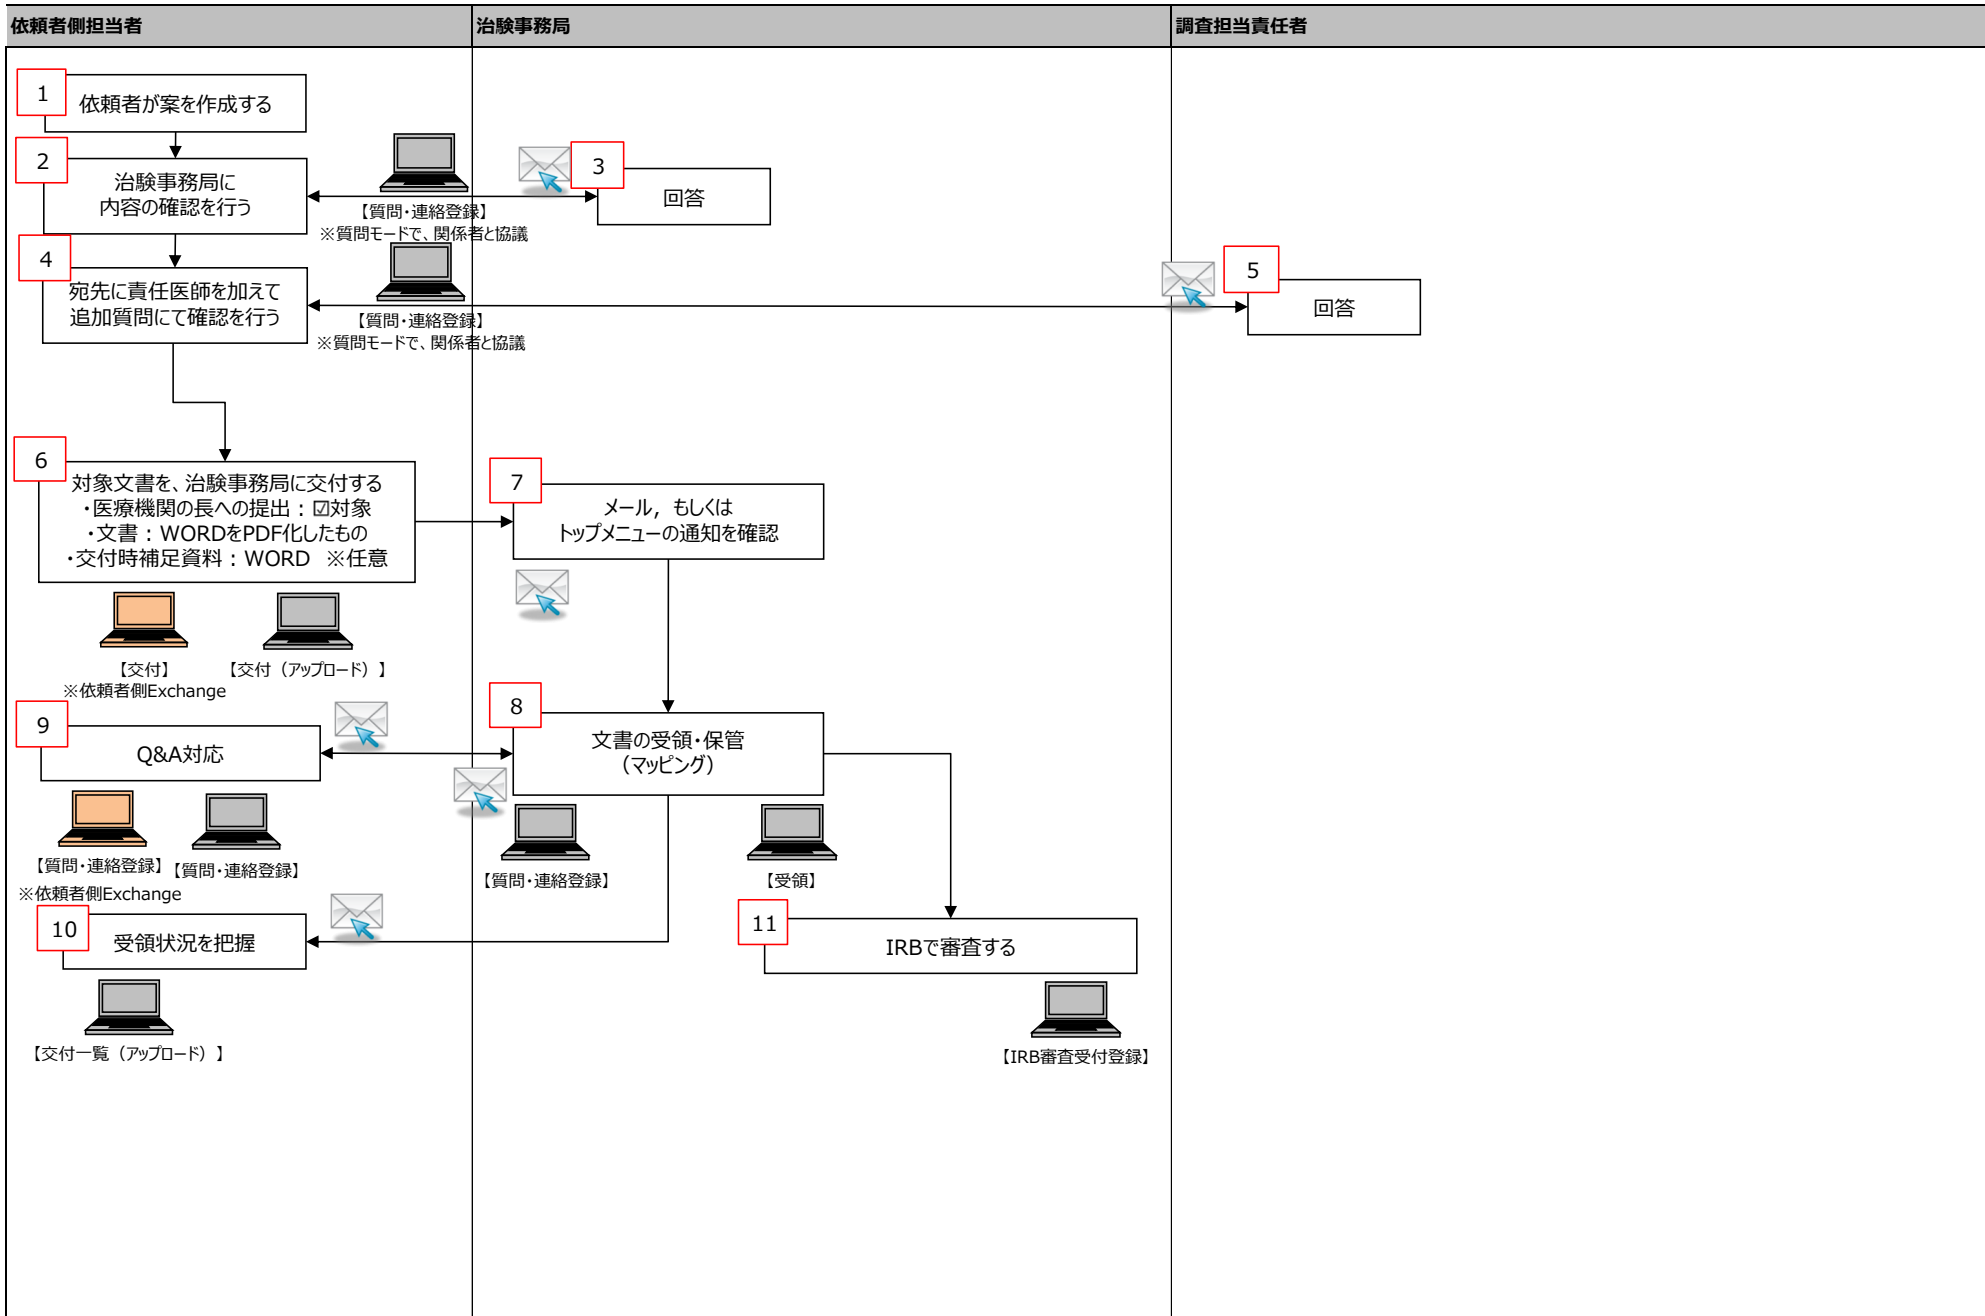 依頼者側担当者
治験事務局
調査担当責任者
1
依頼者が案を作成する
2
治験事務局に
内容の確認を行う
【質問・連絡登録】
※質問モードで、関係者と協議
3
回答
4
宛先に責任医師を加えて
追加質問にて確認を行う
【質問・連絡登録】
※質問モードで、関係者と協議
5
回答
6
対象文書を、治験事務局に交付する
・医療機関の長への提出：☑対象
・文書：WORDをPDF化したもの
・交付時補足資料：WORD　※任意
【交付】
※依頼者側Exchange
【交付（アップロード）】
7
メール，もしくは
トップメニューの通知を確認
8
文書の受領・保管
（マッピング）
【質問・連絡登録】
【受領】
9
Q&A対応
【質問・連絡登録】
※依頼者側Exchange
【質問・連絡登録】
10
受領状況を把握
【交付一覧（アップロード）】
11
IRBで審査する
【IRB審査受付登録】